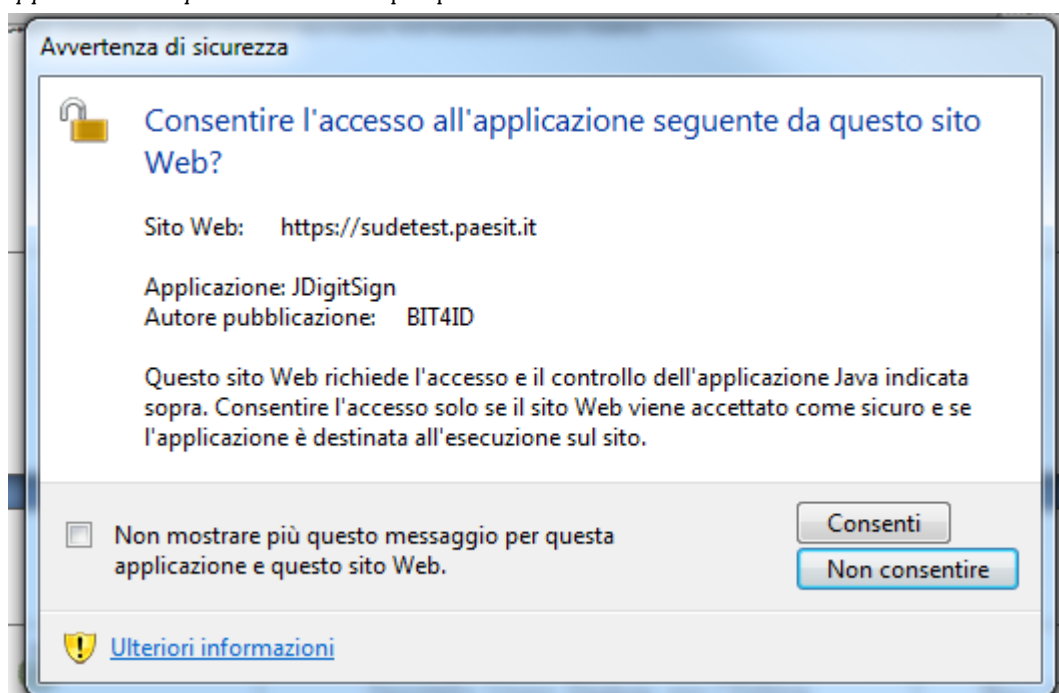 Avvertenza di sicurezza
Consentire l'accesso all'applicazione seguente da questo sito
Web?
Sito Web: https://sudetest.paesit.it
Applicazione: JDigitSign
Autore pubblicazione: BIT4ID
Questo sito Web richiede l'accesso e il controllo dell'applicazione Java indicata
sopra. Consentire l'accesso solo se il sito Web viene accettato come sicuro e se
l'applicazione è destinata all'esecuzione sul sito.
Non mostrare più questo messaggio per questa
applicazione e questo sito Web.
Consenti
Non consentire
Ulteriori informazioni